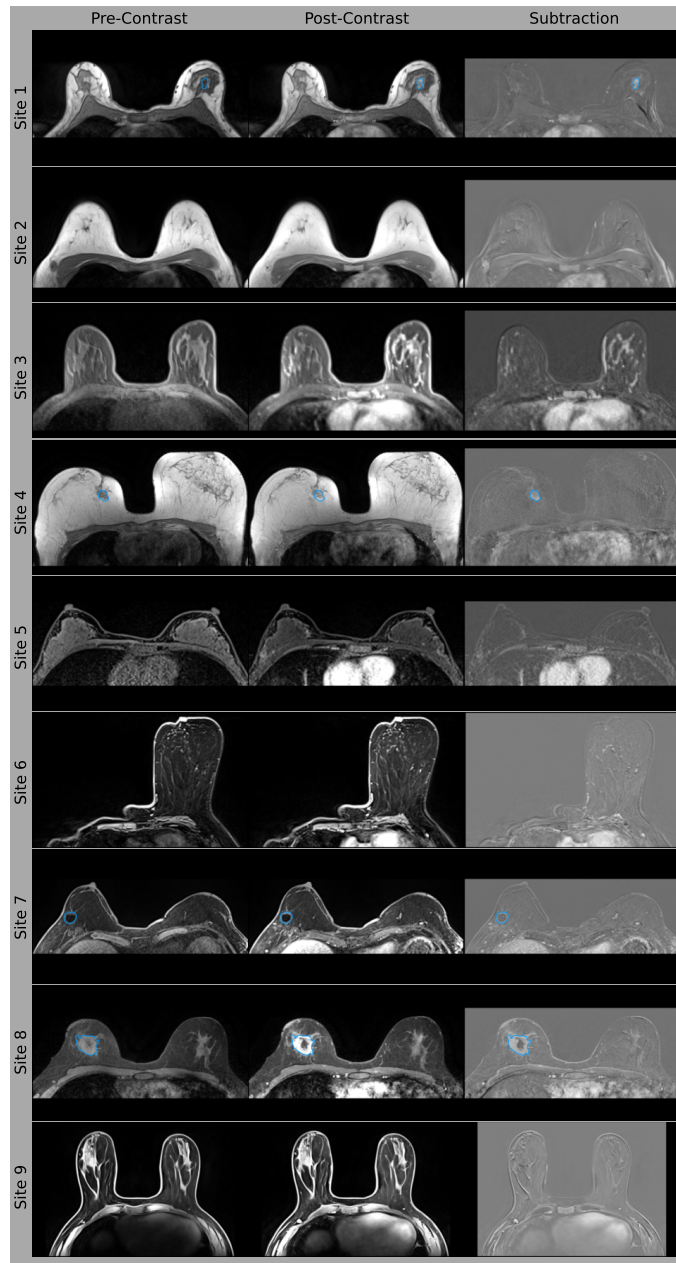 Pre-Contrast Post-Contrast Subtraction
Site 1
Site 2
Site 3
Site 4
Site 5
Site 6
Site 7
Site 8
Site 9